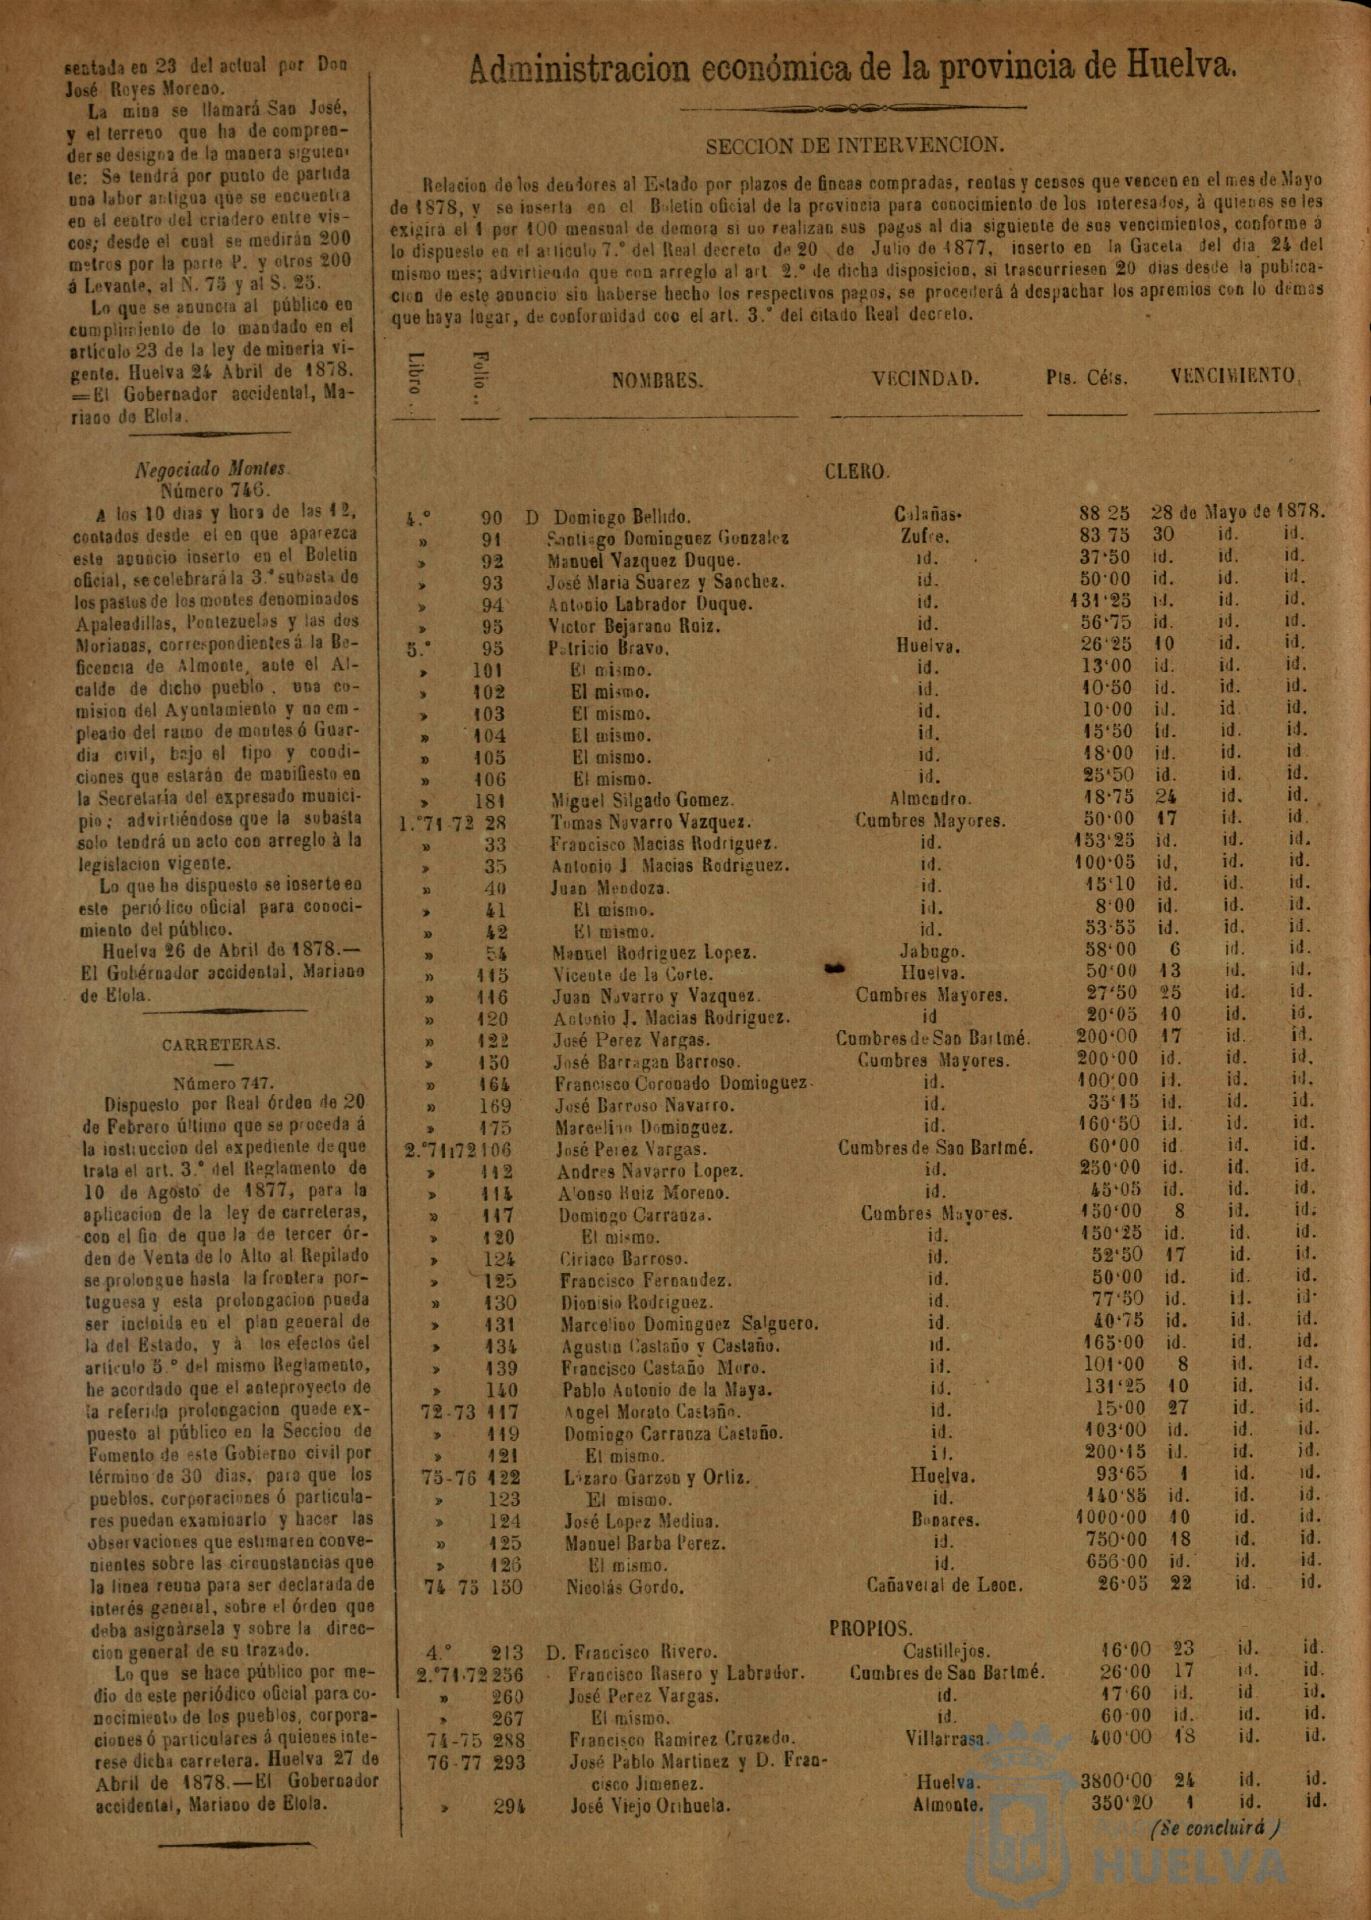 sentada en 23 del actual por Don
José Reyes Moreno.
La mina se llamará San José,
y el terreno que ha de compren-
derse designa de la manera siguien-
te: Se tendrá por punto de partida
una labor antigua que se encuentra
en el centro del criadero entre vis-
cos; desde el cual se medirán 200
metros por la parte P. y otros 200
á Levante, al N. 75 y al S. 25.
Lo que se anuncia al público en
cumplimiento de lo mandado en el
artículo 23 de la ley de minería vi-
gente. Huelva 24 Abril de 1878.
=El Gobernador accidental, Ma-
riano de Elola.
Negociado Montes.
Número 746.
A los 10 dias y hora de las 12,
contados desde el en que aparezca
este anuncio inserto en el Boletin
oficial, se celebrará la 3.ª subasta de
los pastos de los montes denominados
Apaleadillas, Pontezuelas y las dos
Morianas, correspondientes á la Be-
ficencia de Almonte, ante el Al-
calde de dicho pueblo, una co-
mision del Ayuntamiento y un em-
pleado del ramo de montes ó Guar-
dia civil, bajo el tipo y condi-
ciones que estarán de manifiesto en
la Secretaría del expresado munici-
pio; advirtiéndose que la subasta
solo tendrá un acto con arreglo à la
legislacion vigente.
Lo que he dispuesto se inserte en
este periódico oficial para conoci-
miento del público.
Huelva 26 de Abril de 1878.—
El Gobernador accidental, Mariano
de Elola.
CARRETERAS.
Número 747.
Dispuesto por Real órden de 20
de Febrero último que se proceda á
la instruccion del expediente de que
trata el art. 3.º del Reglamento de
10 de Agosto de 1877, para la
aplicacion de la ley de carreteras,
con el fin de que la de tercer ór-
den de Venta de lo Alto al Repilado
se prolongue hasta la frontera por-
tuguesa y esta prolongacion pueda
ser incluida en el plan general de
la del Estado, y à los efectos del
artículo 5.º del mismo Reglamento,
he acordado que el anteproyecto de
la referida prolongacion quede ex-
puesto al público en la Seccion de
Fomento de este Gobierno civil por
término de 30 dias, para que los
pueblos, corporaciones ó particula-
res puedan examinarlo y hacer las
observaciones que estimaren conve-
nientes sobre las circunstancias que
la linea reuna para ser declarada de
interés general, sobre el órden que
deba asignàrsela y sobre la direc-
cion general de su trazado.
Lo que se hace público por me-
dio de este periódico oficial para co-
nocimiento de los pueblos, corpora-
ciones ó particulares á quienes inte-
rese dicha carretera. Huelva 27 de
Abril de 1878.—El Gobernador
accidental, Mariano de Elola.
Administracion económica de la provincia de Huelva.
SECCION DE INTERVENCION.
Relacion de los deudores al Estado por plazos de fincas compradas, rentas y censos que vencen en el mes de Mayo
de 1878, y se inserta en el Boletin oficial de la provincia para conocimiento de los interesados, à quienes se les
exigirá el 1 por 100 mensual de demora si no realizan sus pagos al dia siguiente de sus vencimientos, conforme á
lo dispuesto en el artículo 7.º del Real decreto de 20 de Julio de 1877, inserto en la Gaceta del dia 24 del
mismo mes; advirtiendo que con arreglo al art. 2.º de dicha disposicion, si trascurriesen 20 dias desde la publica-
cion de este anuncio sin haberse hecho los respectivos pagos, se procederá á despachar los apremios con lo demas
que haya lugar, de conformidad con el art. 3.º del citado Real decreto.
Libro .. Folio .. NOMBRES. VECINDAD. Pts. Céts. VENCIMIENTO.
CLERO.
4.º 90 D Domingo Bellido. Calañas. 88 25 28 de Mayo de 1878.
» 91 Santiago Dominguez Gonzalez Zufre. 83 75 30 id. id.
» 92 Manuel Vazquez Duque. id. 37‘50 id. id. id.
» 93 José Maria Suarez y Sanchez. id. 50‘00 id. id. id.
» 94 Antonio Labrador Duque. id. 131‘25 id. id. id.
» 95 Victor Bejarano Ruiz. id. 56‘75 id. id. id.
5.º 95 Patricio Bravo. Huelva. 26‘25 10 id. id.
» 101 El mismo. id. 13‘00 id. id. id.
» 102 El mismo. id. 10‘50 id. id. id.
» 103 El mismo. id. 10‘00 id. id. id.
» 104 El mismo. id. 15‘50 id. id. id.
» 105 El mismo. id. 18‘00 id. id. id.
» 106 El mismo. id. 25‘50 id. id. id.
» 181 Miguel Silgado Gomez. Almendro. 18‘75 24 id. id.
1.º 71-72 28 Tomas Navarro Vazquez. Cumbres Mayores. 50‘00 17 id. id.
» 33 Francisco Macias Rodriguez. id. 153‘25 id. id. id.
» 35 Antonio J Macias Rodriguez. id. 100‘05 id, id. id.
» 40 Juan Mendoza. id. 15‘10 id. id. id.
» 41 El mismo. id. 8‘00 id. id. id.
» 42 El mismo. id. 53‘55 id. id. id.
» 54 Manuel Rodriguez Lopez. Jabugo. 58‘00 6 id. id.
» 115 Vicente de la Corte. Huelva. 50‘00 13 id. id.
» 116 Juan Navarro y Vazquez. Cumbres Mayores. 27‘50 25 id. id.
» 120 Antonio J. Macias Rodriguez. id 20‘05 10 id. id.
» 122 José Perez Vargas. Cumbres de San Bartmé. 200‘00 17 id. id.
» 150 José Barragan Barroso. Cumbres Mayores. 200‘00 id. id. id.
» 164 Francisco Coronado Dominguez. id. 100‘00 id. id. id.
» 169 José Barroso Navarro. id. 35‘15 id. id. id.
» 175 Marcelino Dominguez. id. 160‘50 id. id. id.
2.º 71 72 106 José Perez Vargas. Cumbres de San Bartmé. 60‘00 id. id. id.
» 112 Andres Navarro Lopez. id. 250‘00 id. id. id.
» 114 Alonso Ruiz Moreno. id. 45‘05 id. id. id.
» 117 Domingo Carranza. Cumbres Mayores. 150‘00 8 id. id.
» 120 El mismo. id. 150‘25 id. id. id.
» 124 Ciriaco Barroso. id. 52‘50 17 id. id.
» 125 Francisco Fernandez. id. 50‘00 id. id. id.
» 130 Dionisio Rodriguez. id. 77‘50 id. id. id.
» 131 Marcelino Dominguez Salguero. id. 40‘75 id. id. id.
» 134 Agustin Castaño y Castaño. id. 165‘00 id. id. id.
» 139 Francisco Castaño Moro. id. 101‘00 8 id. id.
» 140 Pablo Antonio de la Maya. id. 131‘25 10 id. id.
72-73 117 Angel Morato Castaño. id. 15‘00 27 id. id.
» 119 Domingo Carranza Castaño. id. 103‘00 id. id. id.
» 121 El mismo. id. 200‘15 id. id. id.
75-76 122 Lázaro Garzon y Ortiz. Huelva. 93‘65 1 id. id.
» 123 El mismo. id. 140‘85 id. id. id.
» 124 José Lopez Medina. Bonares. 1000‘00 10 id. id.
» 125 Manuel Barba Perez. id. 750‘00 18 id. id.
» 126 El mismo. id. 656‘00 id. id. id.
74 75 150 Nicolás Gordo. Cañaveral de Leon. 26‘05 22 id. id.
PROPIOS.
4.º 213 D. Francisco Rivero. Castillejos. 16‘00 23 id. id.
2.º 71-72 256 Francisco Rasero y Labrador. Cumbres de San Bartmé. 26‘00 17 id. id.
» 260 José Perez Vargas. id. 17‘60 id. id id.
» 267 El mismo. id. 60‘00 id. id. id.
74-75 288 Francisco Ramirez Cruzado. Villarrasa. 400‘00 18 id. id.
76-77 293 José Pablo Martinez y D. Fran-
cisco Jimenez. Huelva. 3800‘00 24 id. id.
» 294 José Viejo Orihuela. Almonte. 350‘20 1 id. id.
(Se concluirá)
HUELVA